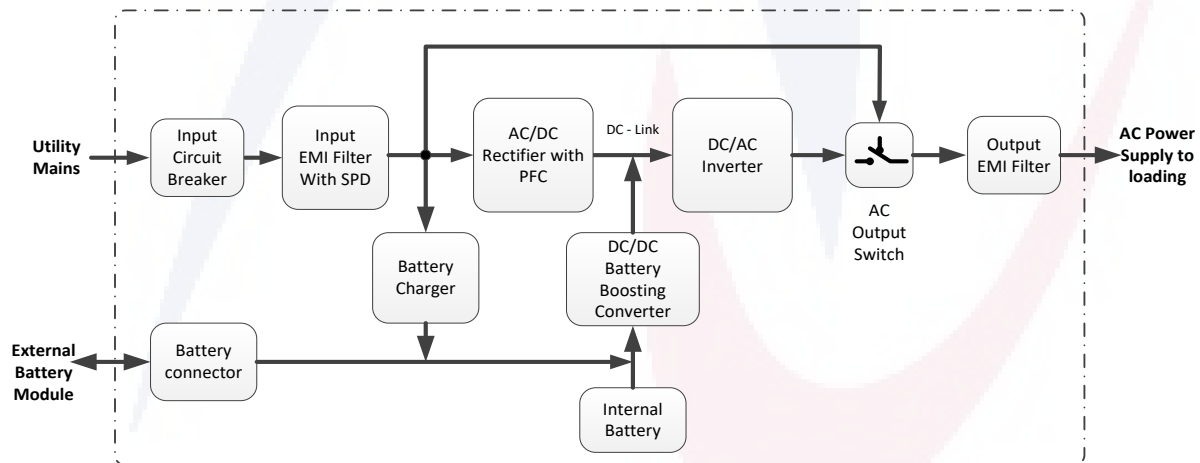 Utility
Mains
Input
Circuit
Breaker
Input
EMI Filter
With SPD
AC/DC
Rectifier with
PFC
DC - Link
DC/AC
Inverter
AC
Output
Switch
Output
EMI Filter
AC Power
Supply to
loading
Battery
Charger
DC/DC
Battery
Boosting
Converter
External
Battery
Module
Battery
connector
Internal
Battery